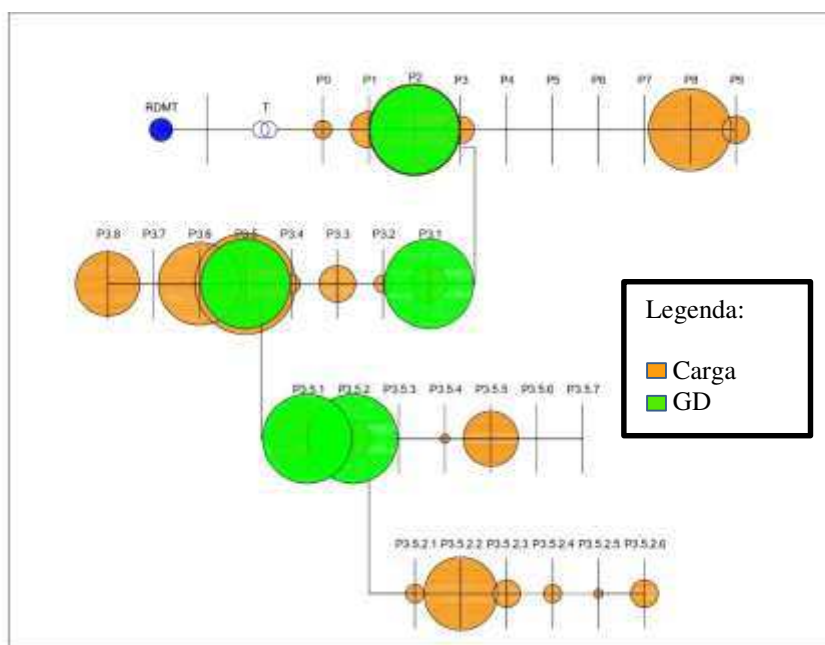 P0 P1 P2 P3 P4 P5 P6 P7 P8 P9
RDMT T
P3.8 P3.7 P3.6 P3.5 P3.4 P3.3 P3.2 P3.1
Legenda:
Carga
GD
P3.5.1 P3.5.2 P3.5.3 P3.5.4 P3.5.5 P3.5.6 P3.5.7
P3.5.2.1 P3.5.2.2 P3.5.2.3 P3.5.2.4 P3.5.2.5 P3.5.2.6